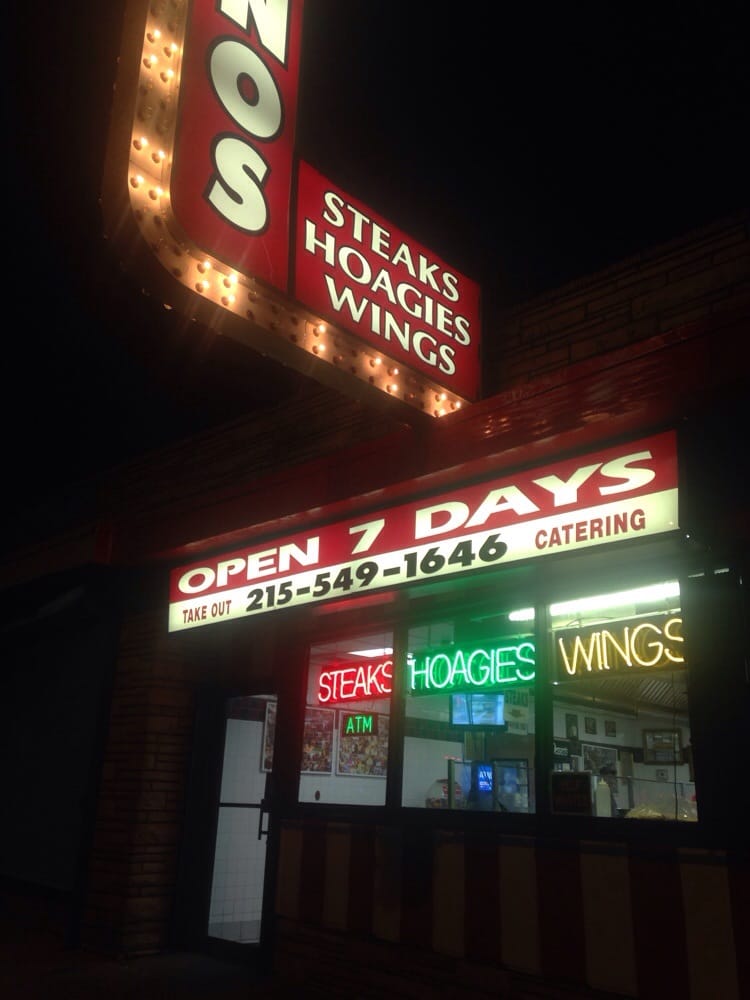 NOS
STEAKS
HOAGIES
WINGS
OPEN 7 DAYS
TAKE OUT 215-549-1646 CATERING
STEAKS HOAGIES WINGS
ATM